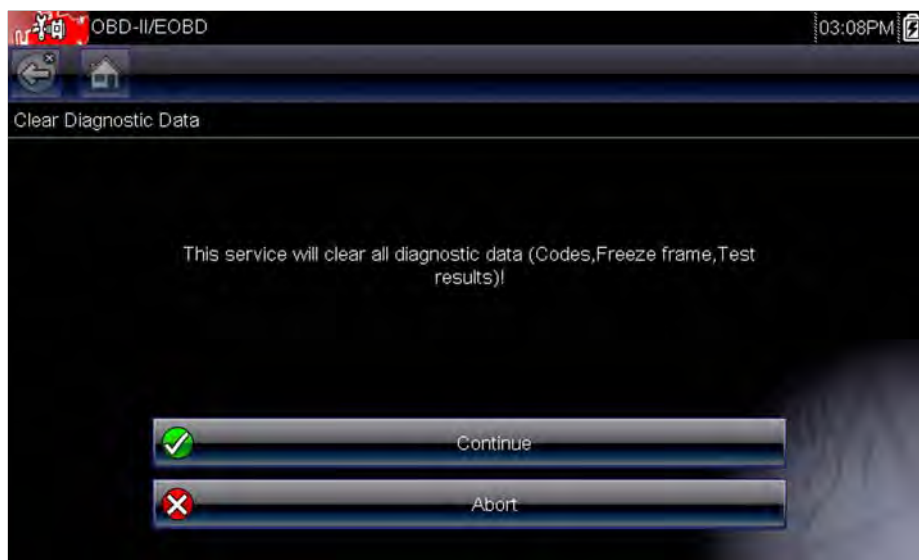 OBD-II/EOBD
03:08PM
Clear Diagnostic Data
This service will clear all diagnostic data (Codes,Freeze frame,Test
results)!
Continue
Abort